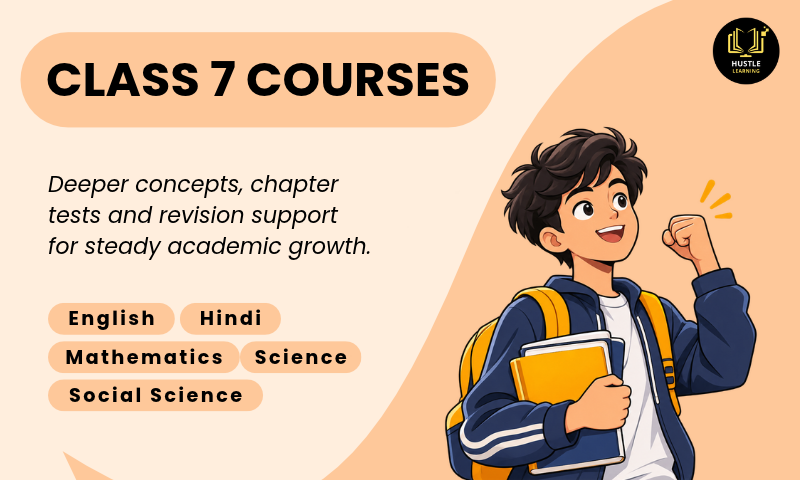 CLASS 7 COURSES
HUSTLE
LEARNING
Deeper concepts, chapter
tests and revision support
for steady academic growth.
English Hindi
Mathematics Science
Social Science